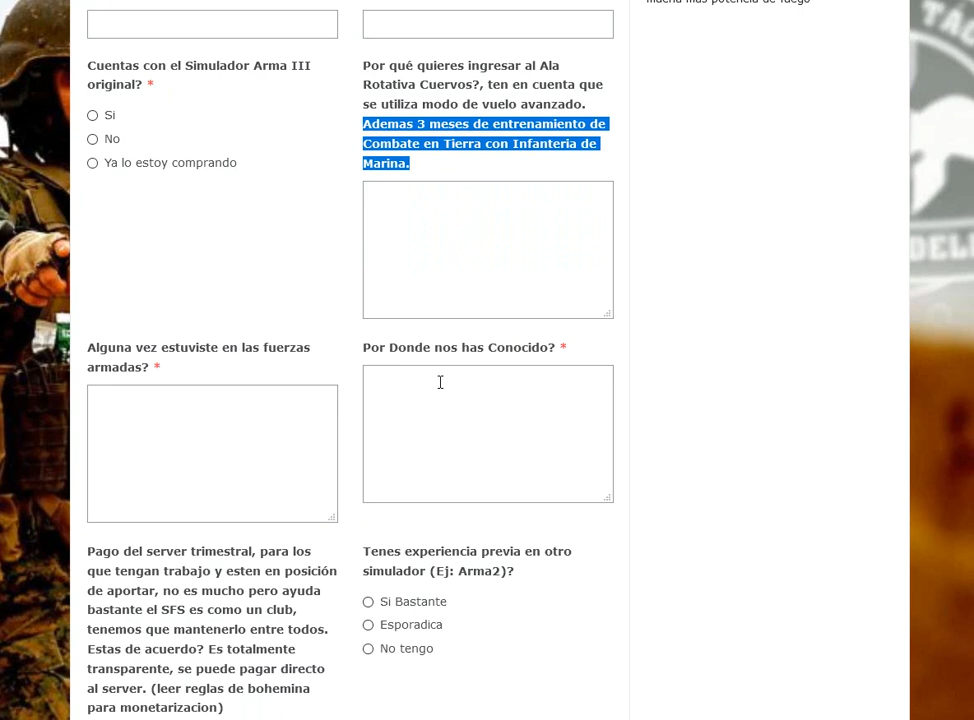 Cuentas con el Simulador Arma III
original? *
Si
No
Ya lo estoy comprando
Por qué quieres ingresar al Ala
Rotativa Cuervos?, ten en cuenta que
se utiliza modo de vuelo avanzado.
Ademas 3 meses de entrenamiento de
Combate en Tierra con Infanteria de
Marina.
Alguna vez estuviste en las fuerzas
armadas? *
Por Donde nos has Conocido? *
Pago del server trimestral, para los
que tengan trabajo y esten en posición
de aportar, no es mucho pero ayuda
bastante el SFS es como un club,
tenemos que mantenerlo entre todos.
Estas de acuerdo? Es totalmente
transparente, se puede pagar directo
al server. (leer reglas de bohemina
para monetarizacion)
Tenes experiencia previa en otro
simulador (Ej: Arma2)?
Si Bastante
Esporadica
No tengo